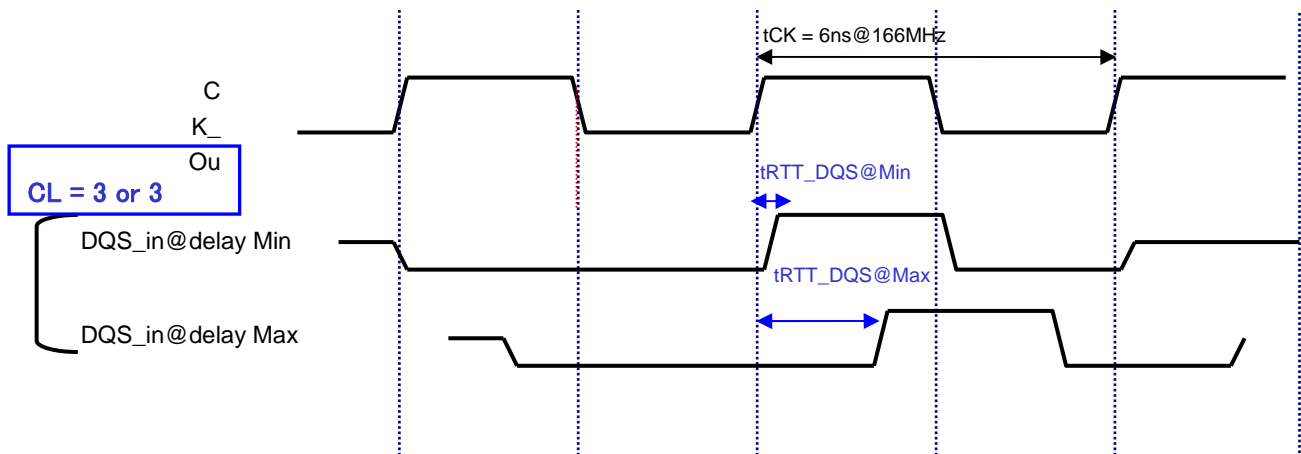 tCK = 6ns@166MHz
C
K_
Ou
CL = 3 or 3
tRTT_DQS@Min
DQS_in@delay Min
tRTT_DQS@Max
DQS_in@delay Max